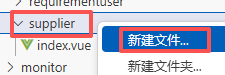 requirementuser
supplier
新建文件...
index.vue
新建文件夹...
monitor